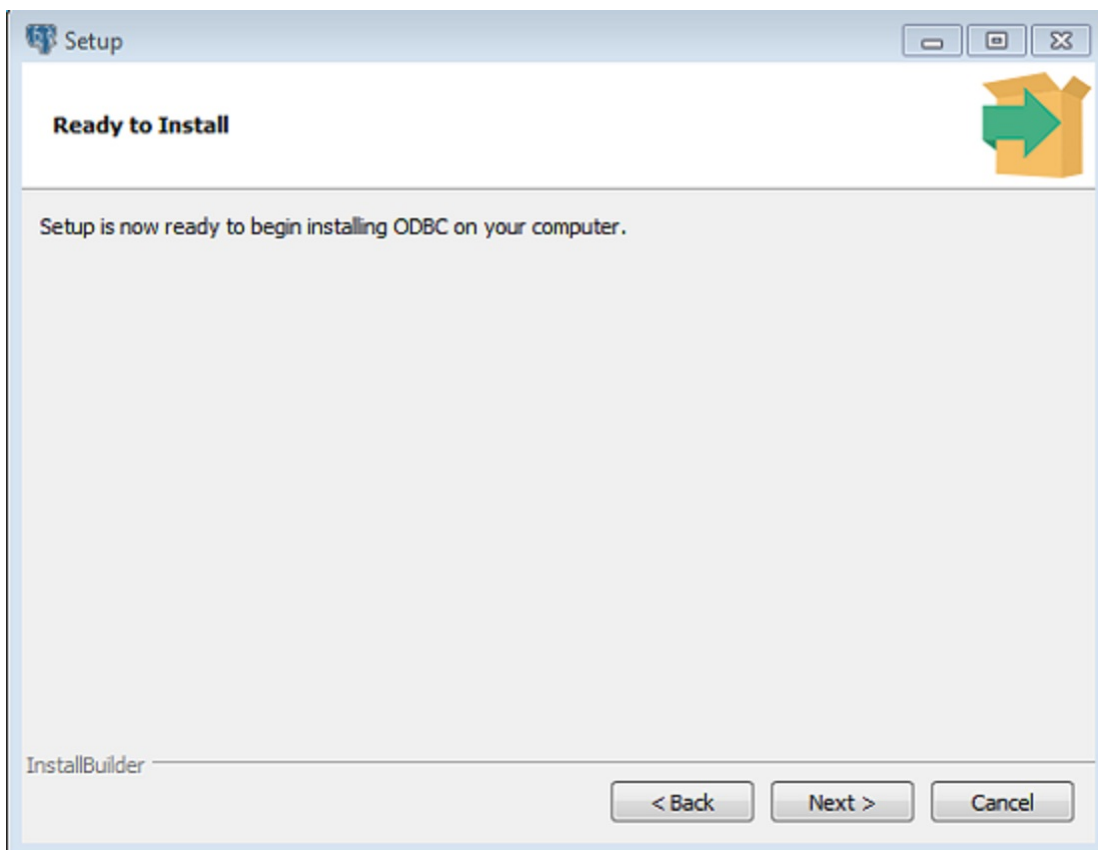 Setup
Ready to Install
Setup is now ready to begin installing ODBC on your computer.
InstallBuilder
< Back
Next >
Cancel